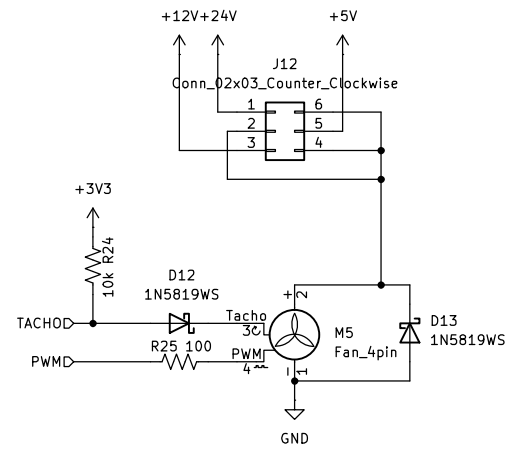 +12V +24V +5V
J12
Conn_02x03_Counter_Clockwise
1 6
2 5
3 4
+3V3
10k R24
D12
1N5819WS
TACHO
Tacho
3
+ 2
M5
Fan_4pin
D13
1N5819WS
R25 100
PWM
PWM
4
- 1
GND